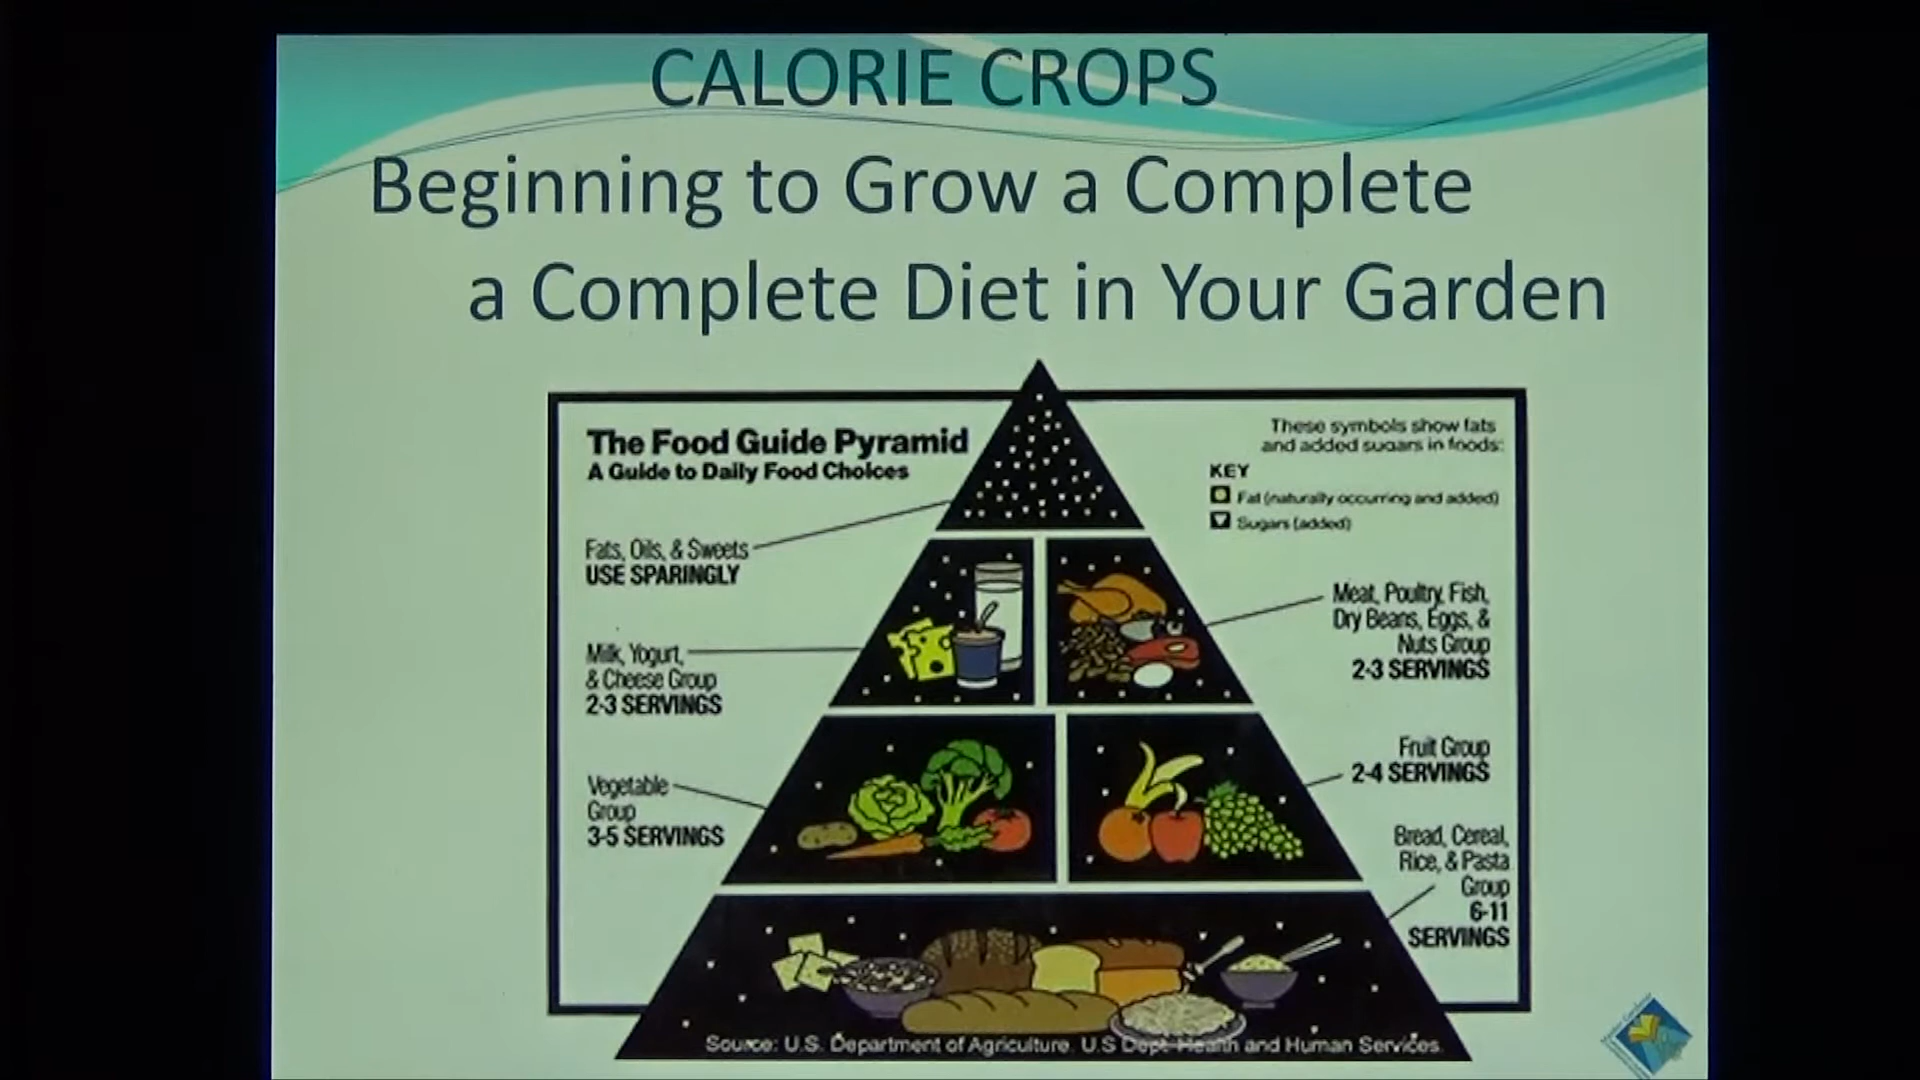 CALORIE CROPS
Beginning to Grow a Complete
a Complete Diet in Your Garden
The Food Guide Pyramid
A Guide to Daily Food Choices
These symbols show fats
and added sugars in foods:
KEY
Fat (naturally occurring and added)
Sugars (added)
Fats, Oils, & Sweets
USE SPARINGLY
Milk, Yogurt,
& Cheese Group
2-3 SERVINGS
Meat, Poultry, Fish,
Dry Beans, Eggs, &
Nuts Group
2-3 SERVINGS
Vegetable
Group
3-5 SERVINGS
Fruit Group
2-4 SERVINGS
Bread, Cereal,
Rice, & Pasta
Group
6-11
SERVINGS
Source: U.S. Department of Agriculture. U.S Dept. Health and Human Services.